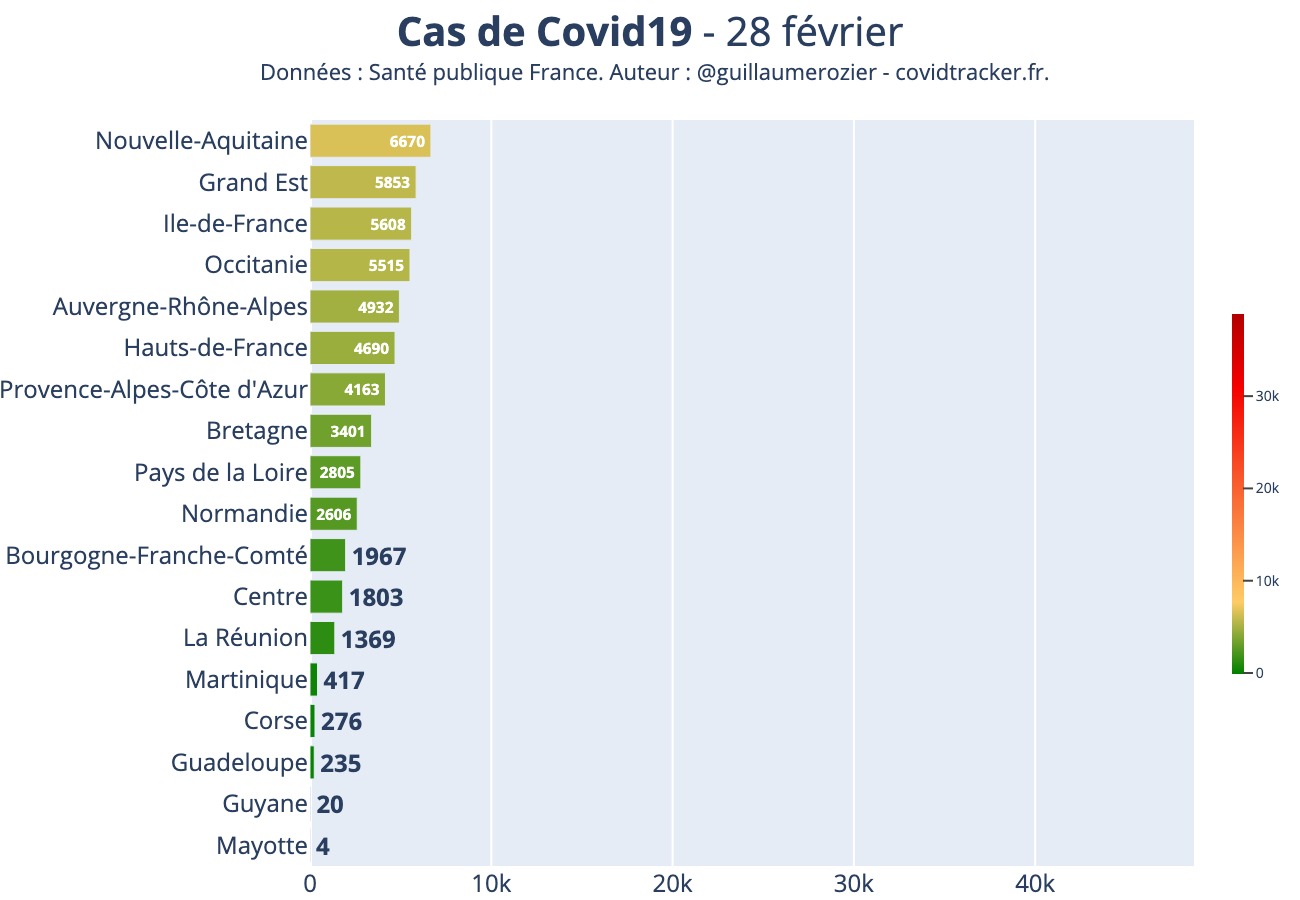 Cas de Covid19 - 28 février
Données : Santé publique France. Auteur : @guillaumerozier - covidtracker.fr.
Nouvelle-Aquitaine 6670
Grand Est 5853
Ile-de-France 5608
Occitanie 5515
Auvergne-Rhône-Alpes 4932
Hauts-de-France 4690
Provence-Alpes-Côte d'Azur 4163
Bretagne 3401
Pays de la Loire 2805
Normandie 2606
Bourgogne-Franche-Comté 1967
Centre 1803
La Réunion 1369
Martinique 417
Corse 276
Guadeloupe 235
Guyane 20
Mayotte 4
0 10k 20k 30k 40k
30k
20k
10k
0